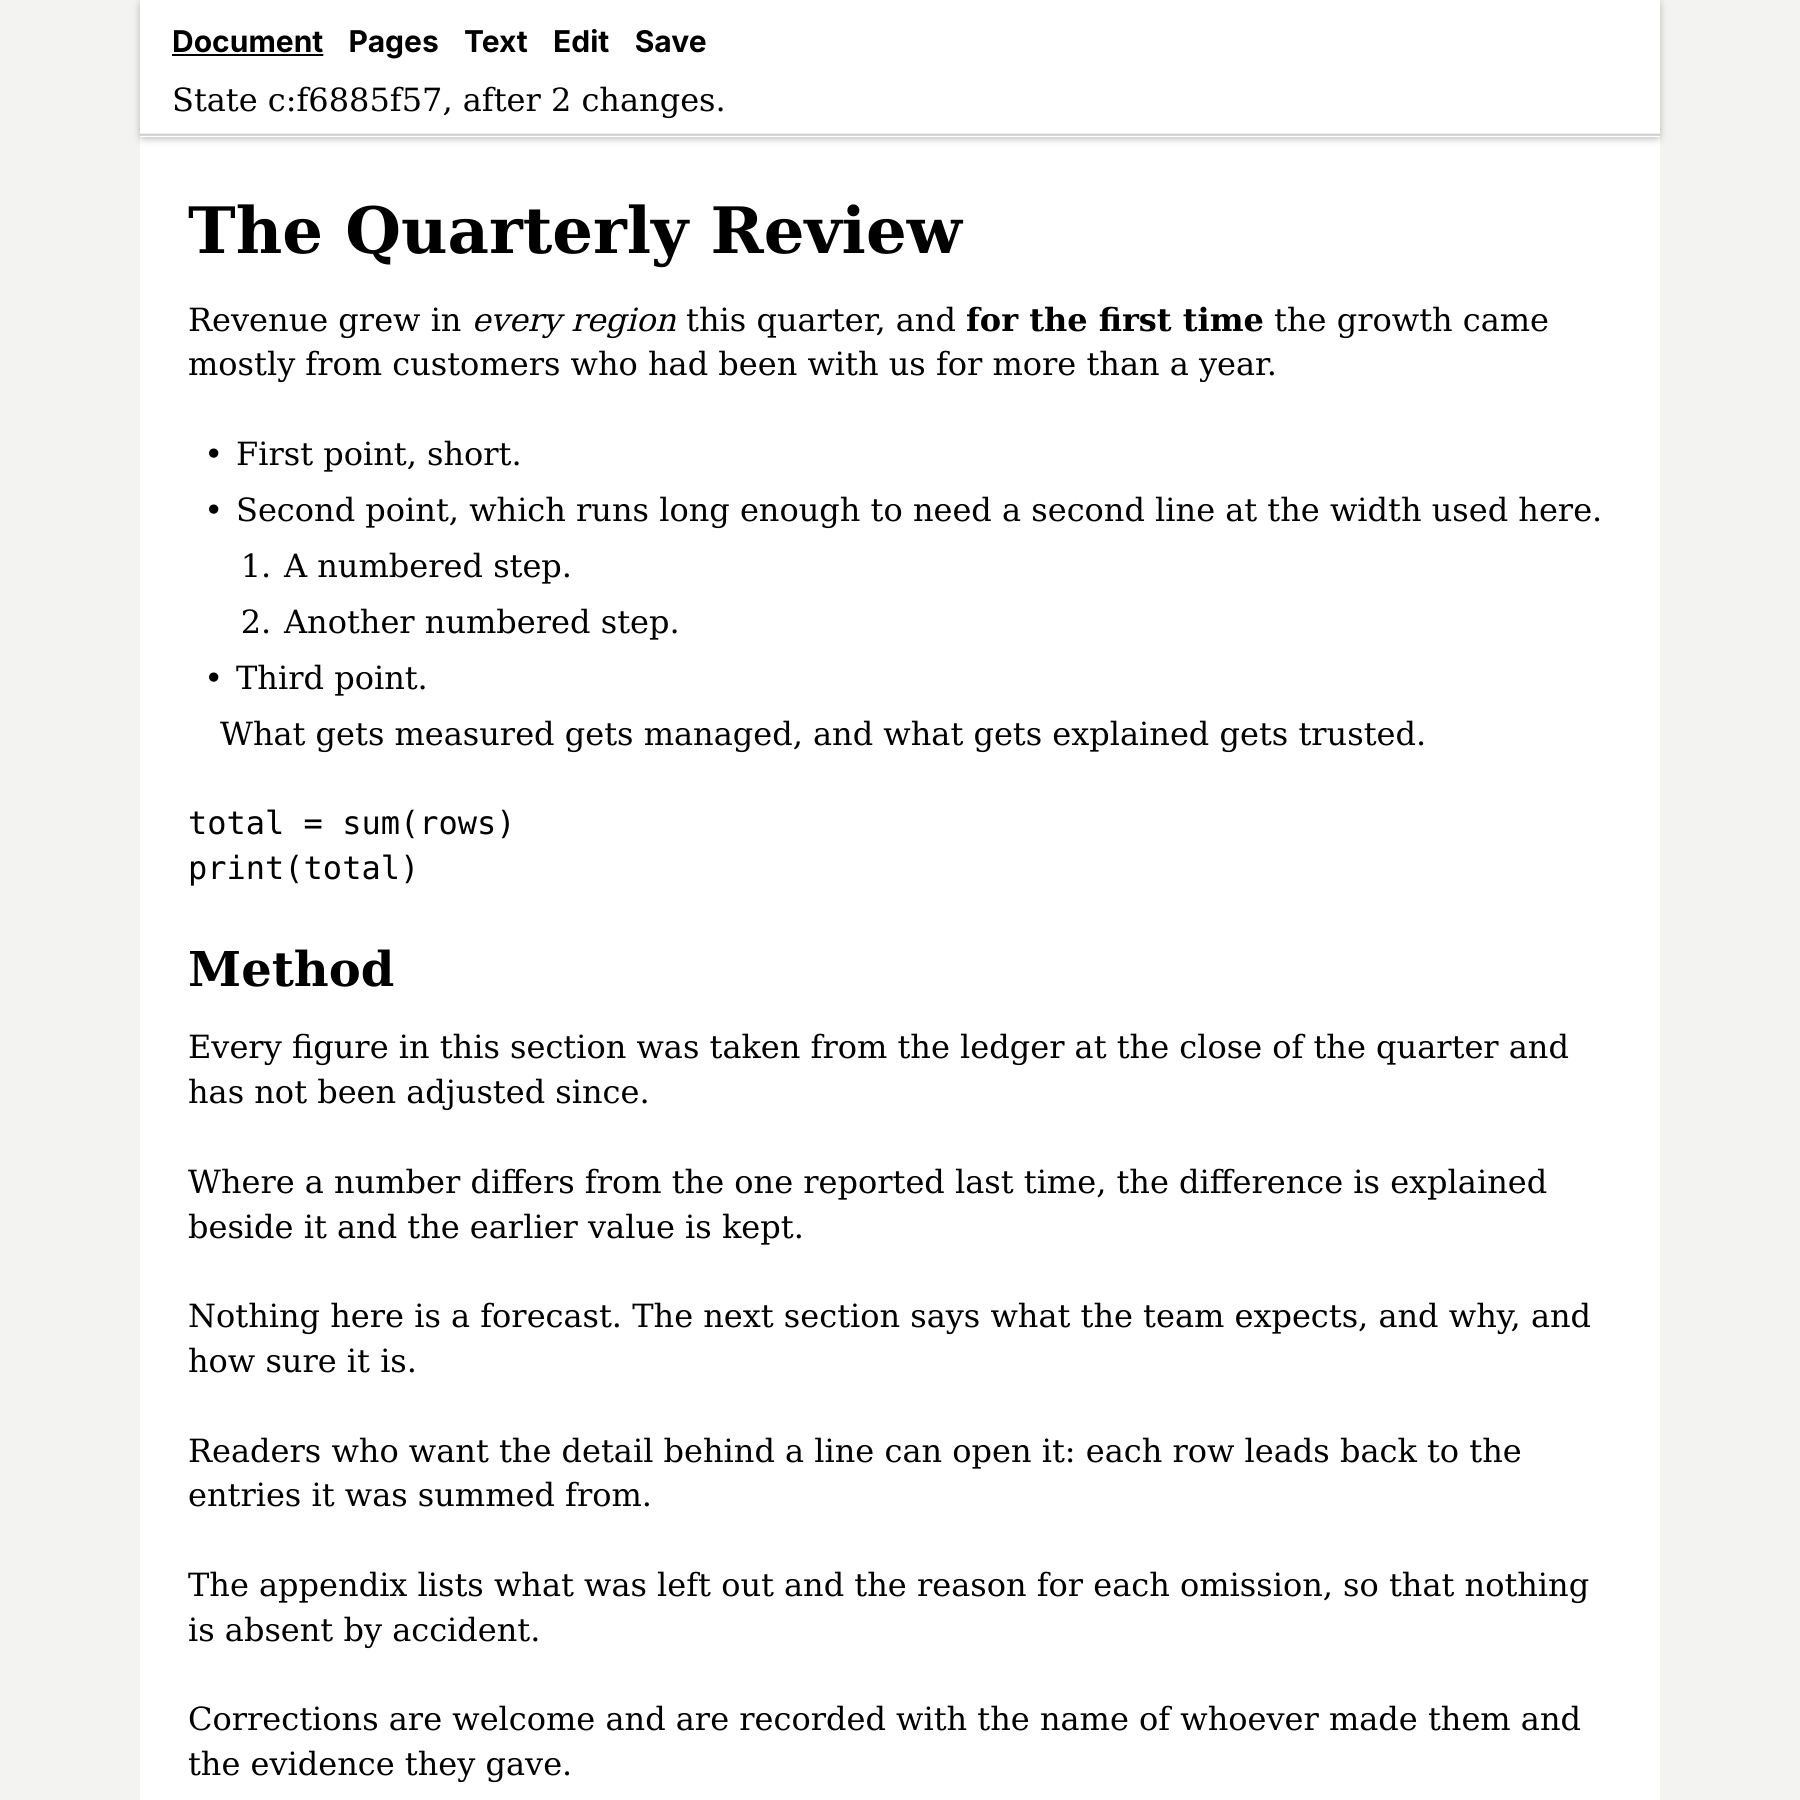 Document Pages Text Edit Save
State c:f6885f57, after 2 changes.
The Quarterly Review
Revenue grew in every region this quarter, and for the first time the growth came
mostly from customers who had been with us for more than a year.
• First point, short.
• Second point, which runs long enough to need a second line at the width used here.
1. A numbered step.
2. Another numbered step.
• Third point.
What gets measured gets managed, and what gets explained gets trusted.
total = sum(rows)
print(total)
Method
Every figure in this section was taken from the ledger at the close of the quarter and
has not been adjusted since.
Where a number differs from the one reported last time, the difference is explained
beside it and the earlier value is kept.
Nothing here is a forecast. The next section says what the team expects, and why, and
how sure it is.
Readers who want the detail behind a line can open it: each row leads back to the
entries it was summed from.
The appendix lists what was left out and the reason for each omission, so that nothing
is absent by accident.
Corrections are welcome and are recorded with the name of whoever made them and
the evidence they gave.